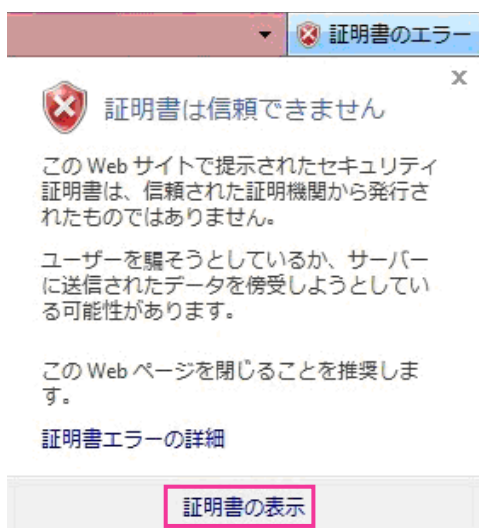 証明書のエラー
x
証明書は信頼できません
この Web サイトで提示されたセキュリティ
証明書は、信頼された証明機関から発行さ
れたものではありません。
ユーザーを騙そうとしているか、サーバー
に送信されたデータを傍受しようとしてい
る可能性があります。
この Web ページを閉じることを推奨しま
す。
証明書エラーの詳細
証明書の表示